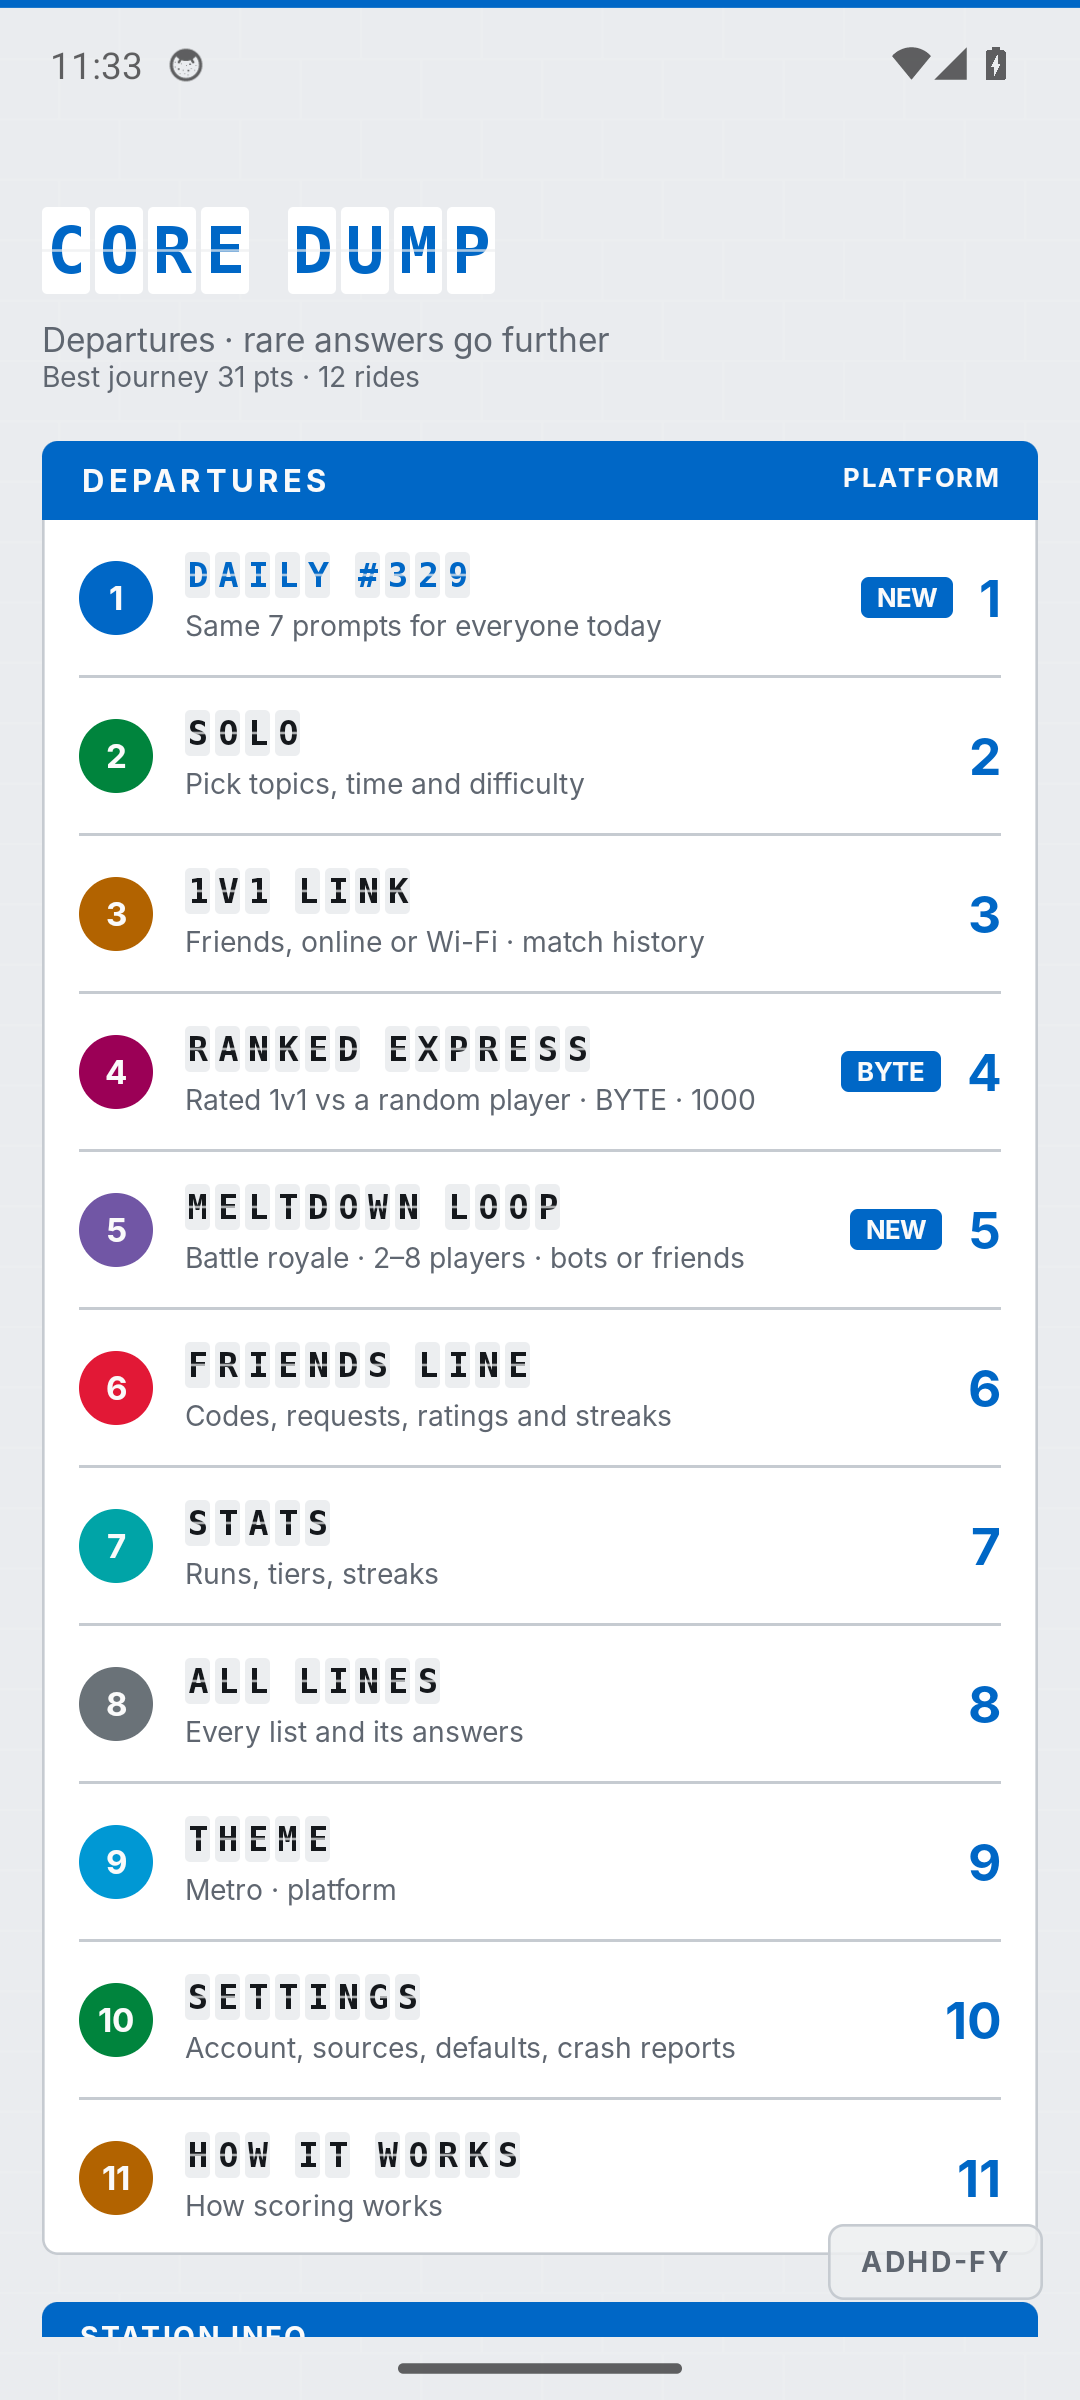 11:33
CORE DUMP
Departures · rare answers go further
Best journey 31 pts · 12 rides
DEPARTURES PLATFORM
1 DAILY #329 NEW 1
Same 7 prompts for everyone today
2 SOLO 2
Pick topics, time and difficulty
3 1V1 LINK 3
Friends, online or Wi-Fi · match history
4 RANKED EXPRESS BYTE 4
Rated 1v1 vs a random player · BYTE · 1000
5 MELTDOWN LOOP NEW 5
Battle royale · 2–8 players · bots or friends
6 FRIENDS LINE 6
Codes, requests, ratings and streaks
7 STATS 7
Runs, tiers, streaks
8 ALL LINES 8
Every list and its answers
9 THEME 9
Metro · platform
10 SETTINGS 10
Account, sources, defaults, crash reports
11 HOW IT WORKS 11
How scoring works
ADHD-FY
STATION INFO